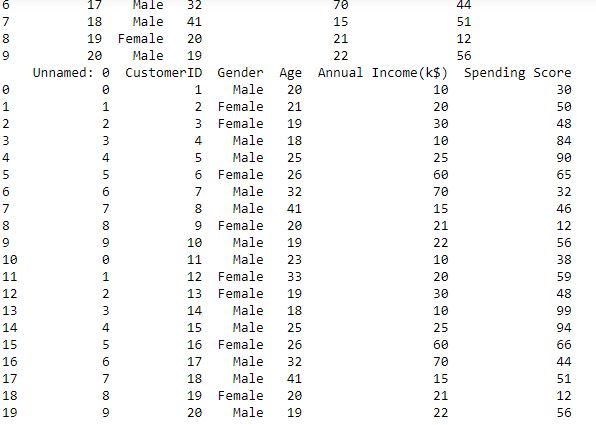 6 17 Male 32 70 44
7 18 Male 41 15 51
8 19 Female 20 21 12
9 20 Male 19 22 56
Unnamed: 0 CustomerID Gender Age Annual Income(k$) Spending Score
0 0 1 Male 20 10 30
1 1 2 Female 21 20 50
2 2 3 Female 19 30 48
3 3 4 Male 18 10 84
4 4 5 Male 25 25 90
5 5 6 Female 26 60 65
6 6 7 Male 32 70 32
7 7 8 Male 41 15 46
8 8 9 Female 20 21 12
9 9 10 Male 19 22 56
10 0 11 Male 23 10 38
11 1 12 Female 33 20 59
12 2 13 Female 19 30 48
13 3 14 Male 18 10 99
14 4 15 Male 25 25 94
15 5 16 Female 26 60 66
16 6 17 Male 32 70 44
17 7 18 Male 41 15 51
18 8 19 Female 20 21 12
19 9 20 Male 19 22 56